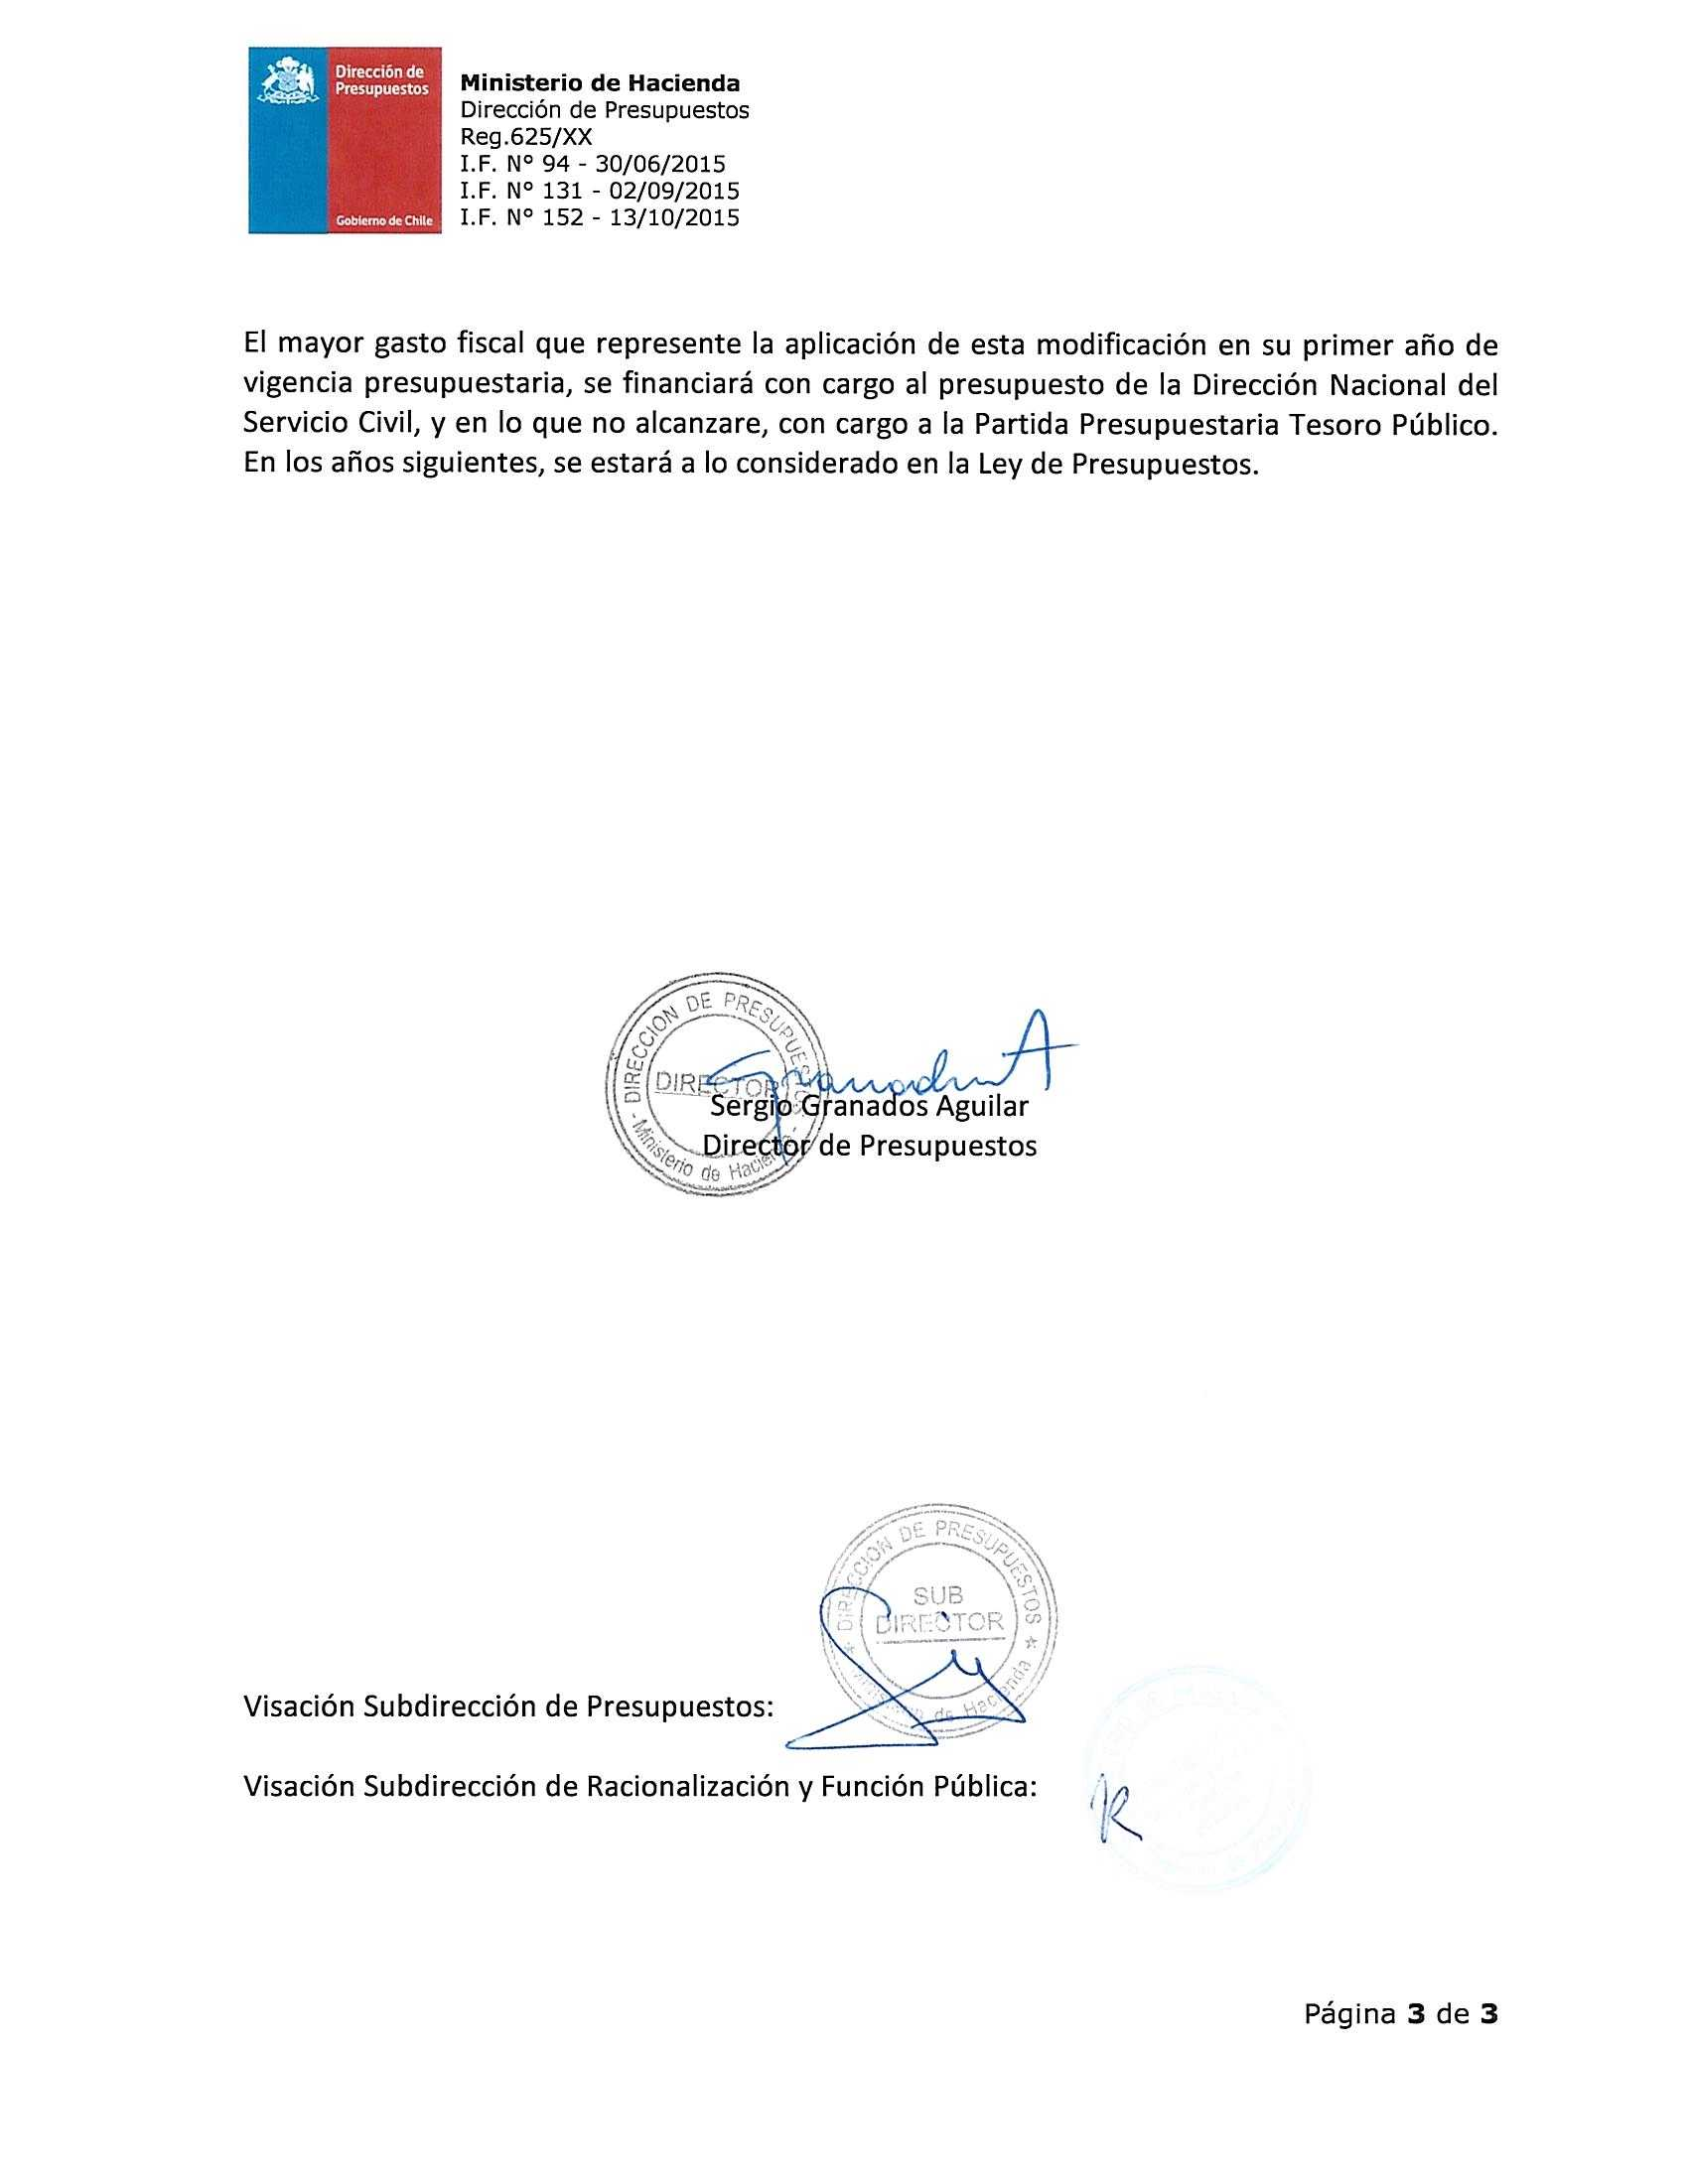 Dirección de
Presupuestos
Gobierno de Chile
Ministerio de Hacienda
Dirección de Presupuestos
Reg.625/XX
I.F. N° 94 - 30/06/2015
I.F. N° 131 - 02/09/2015
I.F. N° 152 - 13/10/2015
El mayor gasto fiscal que represente la aplicación de esta modificación en su primer año de
vigencia presupuestaria, se financiará con cargo al presupuesto de la Dirección Nacional del
Servicio Civil, y en lo que no alcanzare, con cargo a la Partida Presupuestaria Tesoro Público.
En los años siguientes, se estará a lo considerado en la Ley de Presupuestos.
- DIRECCION DE PRESUPUESTOS -
DIRECTOR
Ministerio de Hacienda
Granados A
Sergio Granados Aguilar
Director de Presupuestos
* DIRECCION DE PRESUPUESTOS *
SUB
DIRECTOR
Ministerio de Hacienda
Visación Subdirección de Presupuestos:
Visación Subdirección de Racionalización y Función Pública:
Página 3 de 3